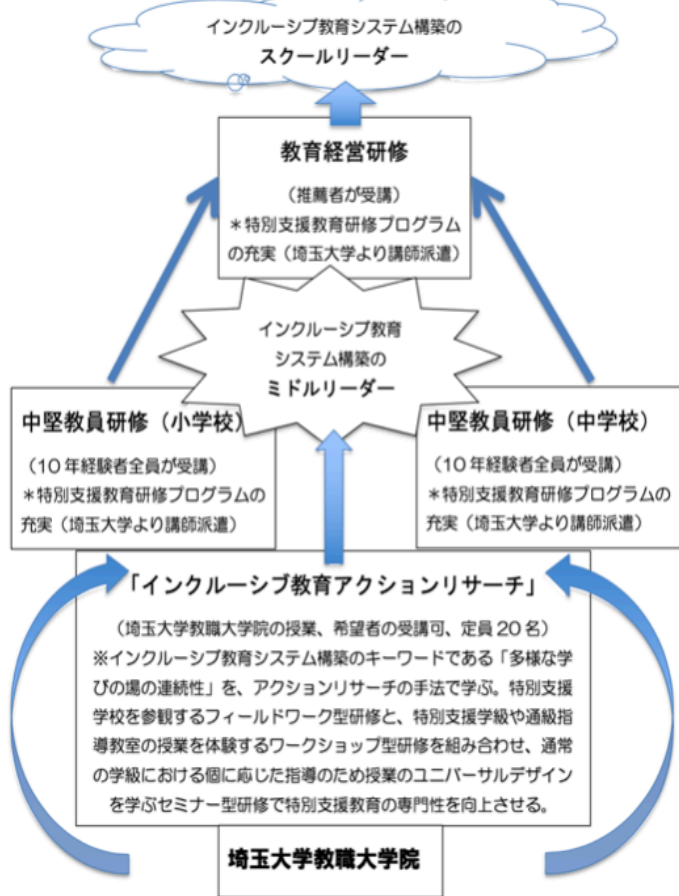 インクルーシブ教育システム構築の
スクールリーダー
教育経営研修
（推薦者が受講）
＊特別支援教育研修プログラム
の充実（埼玉大学より講師派遣）
インクルーシブ教育
システム構築の
ミドルリーダー
中堅教員研修（小学校）
（10年経験者全員が受講）
＊特別支援教育研修プログラムの
充実（埼玉大学より講師派遣）
中堅教員研修（中学校）
（10年経験者全員が受講）
＊特別支援教育研修プログラムの
充実（埼玉大学より講師派遣）
「インクルーシブ教育アクションリサーチ」
（埼玉大学教職大学院の授業、希望者の受講可、定員20名）
※インクルーシブ教育システム構築のキーワードである「多様な学
びの場の連続性」を、アクションリサーチの手法で学ぶ。特別支援
学校を参観するフィールドワーク型研修と、特別支援学級や通級指
導教室の授業を体験するワークショップ型研修を組み合わせ、通常
の学級における個に応じた指導のため授業のユニバーサルデザイン
を学ぶセミナー型研修で特別支援教育の専門性を向上させる。
埼玉大学教職大学院